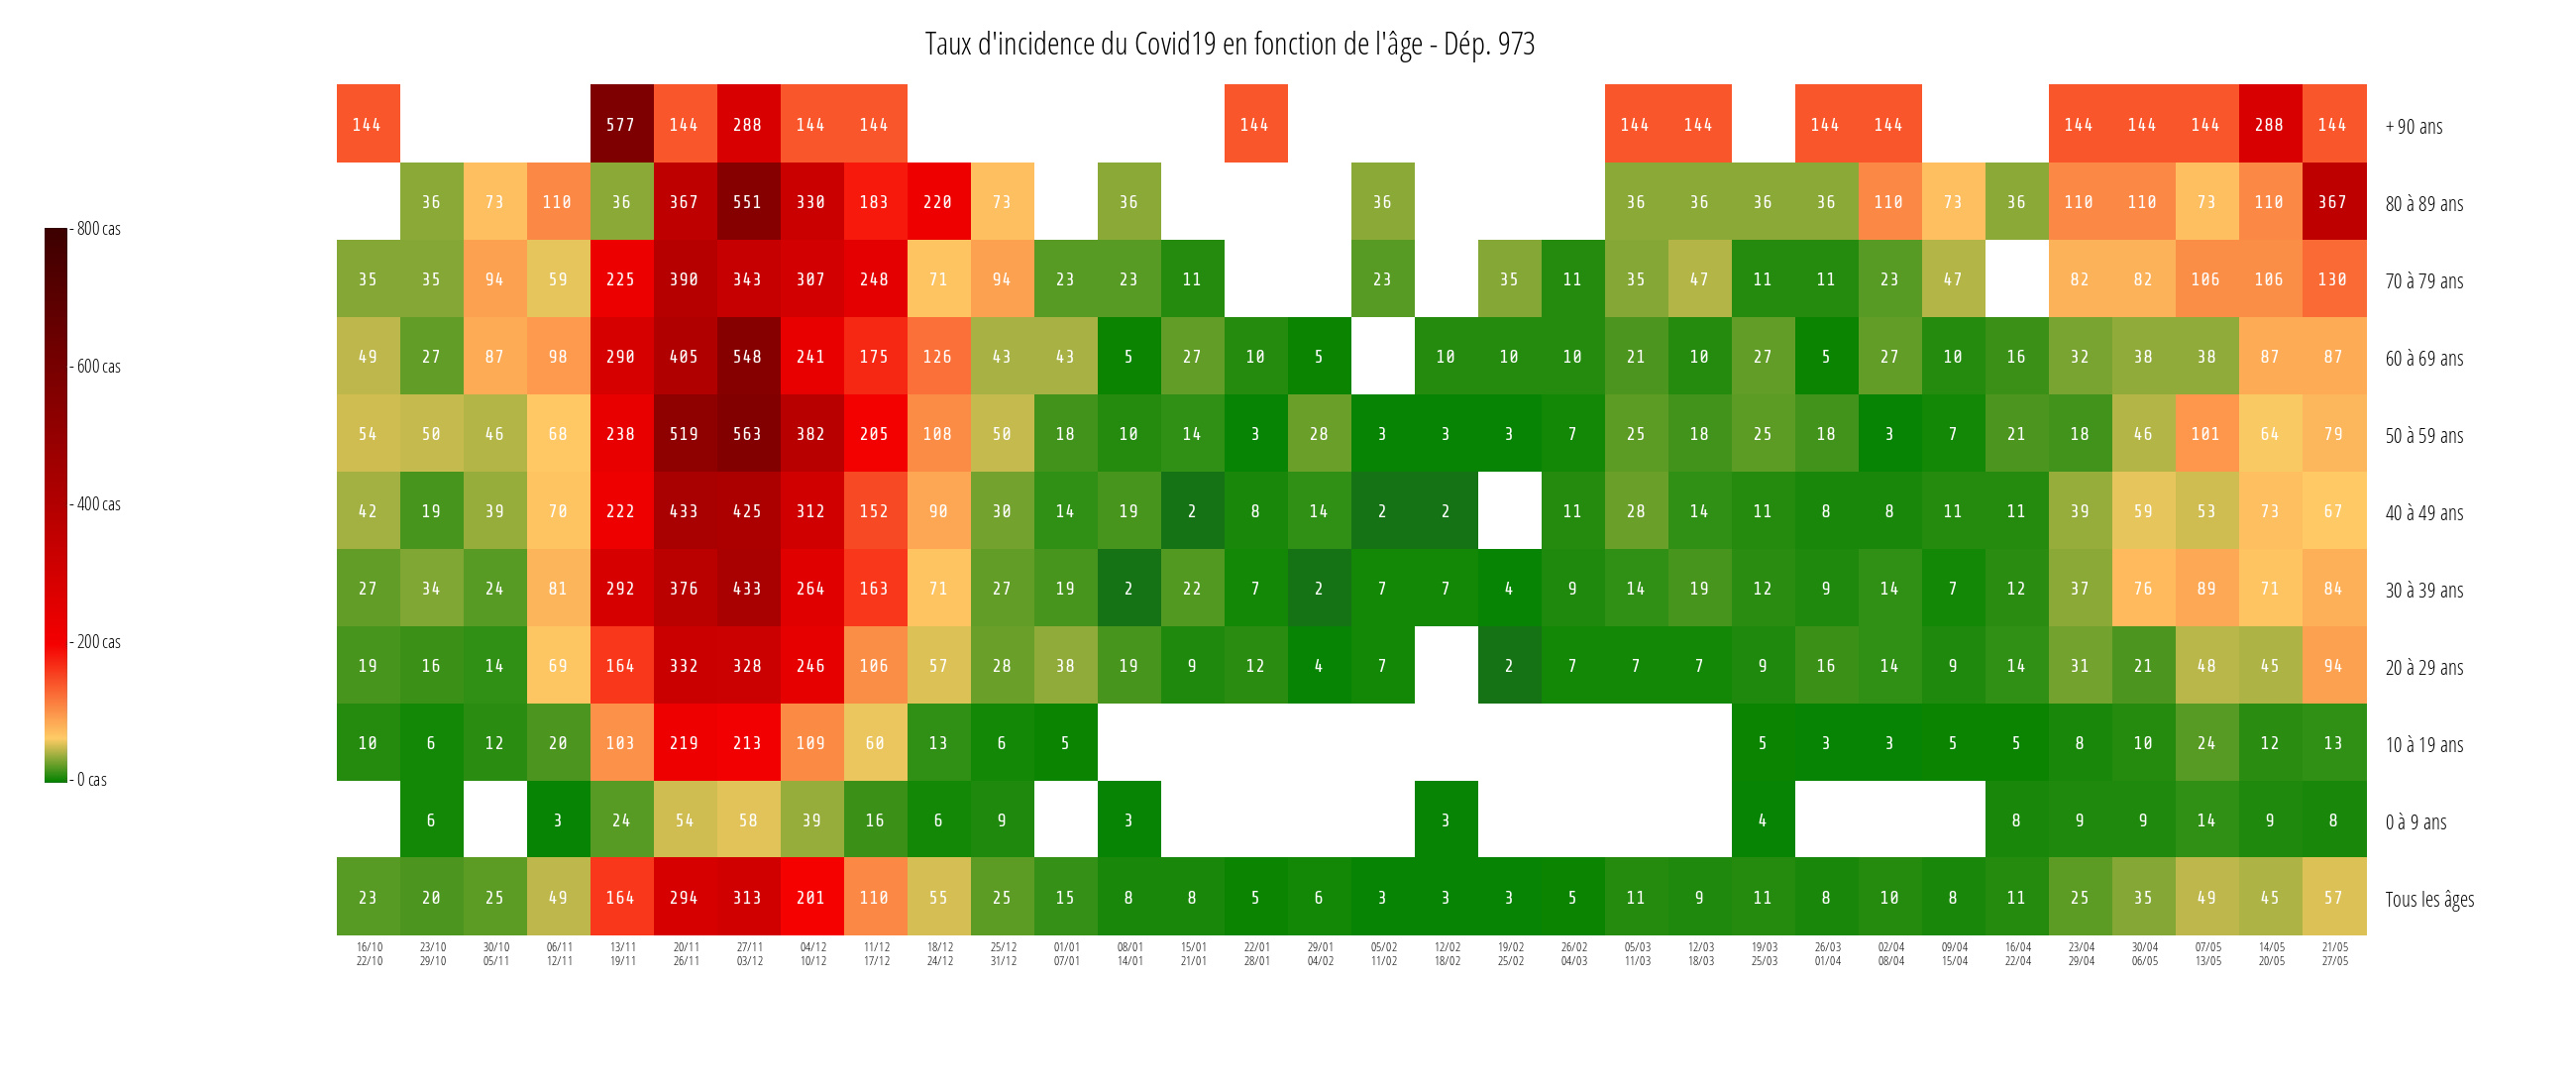 Taux d'incidence du Covid19 en fonction de l'âge - Dép. 973
- 800 cas
- 600 cas
- 400 cas
- 200 cas
- 0 cas
144 577 144 288 144 144 144 144 144 144 144 144 144 144 288 144 + 90 ans
36 73 110 36 367 551 330 183 220 73 36 36 36 36 36 36 110 73 36 110 110 73 110 367 80 à 89 ans
35 35 94 59 225 390 343 307 248 71 94 23 23 11 23 35 11 35 47 11 11 23 47 82 82 106 106 130 70 à 79 ans
49 27 87 98 290 405 548 241 175 126 43 43 5 27 10 5 10 10 10 21 10 27 5 27 10 16 32 38 38 87 87 60 à 69 ans
54 50 46 68 238 519 563 382 205 108 50 18 10 14 3 28 3 3 3 7 25 18 25 18 3 7 21 18 46 101 64 79 50 à 59 ans
42 19 39 70 222 433 425 312 152 90 30 14 19 2 8 14 2 2 11 28 14 11 8 8 11 11 39 59 53 73 67 40 à 49 ans
27 34 24 81 292 376 433 264 163 71 27 19 2 22 7 2 7 7 4 9 14 19 12 9 14 7 12 37 76 89 71 84 30 à 39 ans
19 16 14 69 164 332 328 246 106 57 28 38 19 9 12 4 7 2 7 7 7 9 16 14 9 14 31 21 48 45 94 20 à 29 ans
10 6 12 20 103 219 213 109 60 13 6 5 5 3 3 5 5 8 10 24 12 13 10 à 19 ans
6 3 24 54 58 39 16 6 9 3 3 4 8 9 9 14 9 8 0 à 9 ans
23 20 25 49 164 294 313 201 110 55 25 15 8 8 5 6 3 3 3 5 11 9 11 8 10 8 11 25 35 49 45 57 Tous les âges
16/10 23/10 30/10 06/11 13/11 20/11 27/11 04/12 11/12 18/12 25/12 01/01 08/01 15/01 22/01 29/01 05/02 12/02 19/02 26/02 05/03 12/03 19/03 26/03 02/04 09/04 16/04 23/04 30/04 07/05 14/05 21/05
22/10 29/10 05/11 12/11 19/11 26/11 03/12 10/12 17/12 24/12 31/12 07/01 14/01 21/01 28/01 04/02 11/02 18/02 25/02 04/03 11/03 18/03 25/03 01/04 08/04 15/04 22/04 29/04 06/05 13/05 20/05 27/05